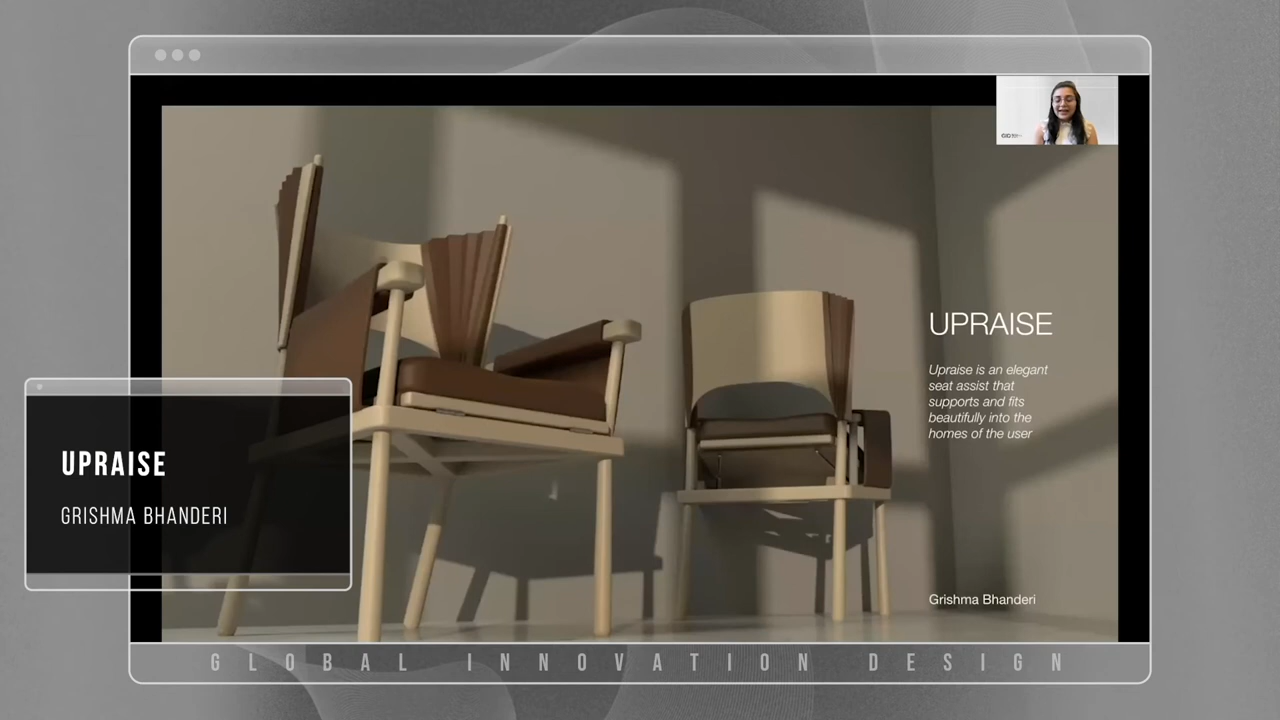 UPRAISE
Upraise is an elegant
seat assist that
supports and fits
beautifully into the
homes of the user
Grishma Bhanderi
UPRAISE
GRISHMA BHANDERI
GLOBAL INNOVATION DESIGN